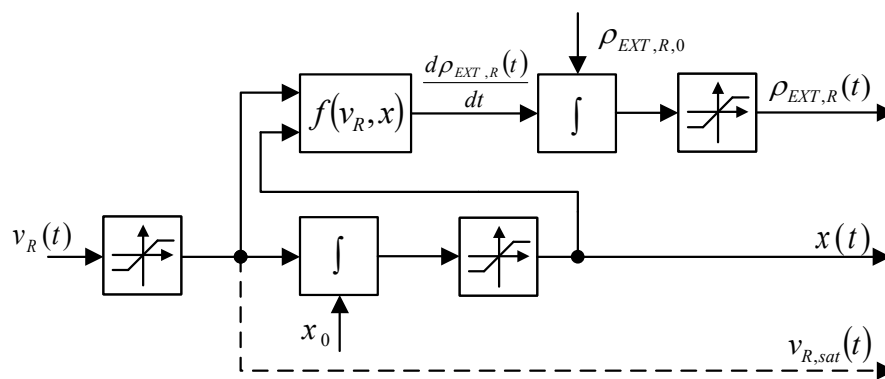 ρ_{EXT,R,0}
dρ_{EXT,R}(t)
dt
f(v_R, x)
∫
ρ_{EXT,R}(t)
v_R(t)
∫
x(t)
x_0
v_{R,sat}(t)